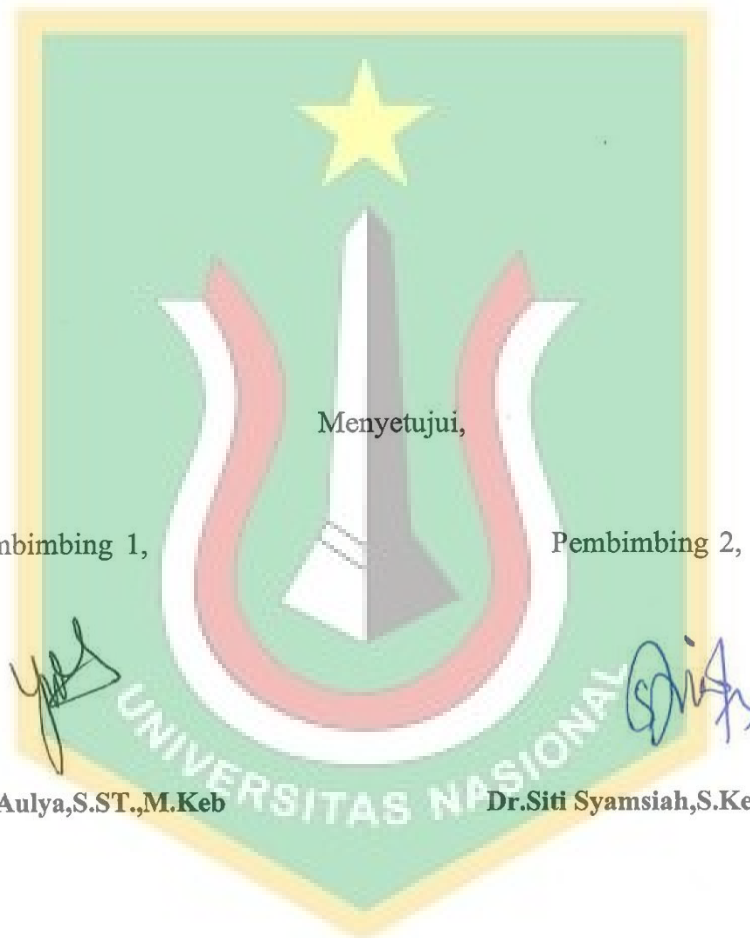 Menyetujui,
mbimbing 1,
Pembimbing 2,
Aulya,S.ST.,M.Keb
Dr.Siti Syamsiah,S.Ke
UNIVERSITAS NASIONAL